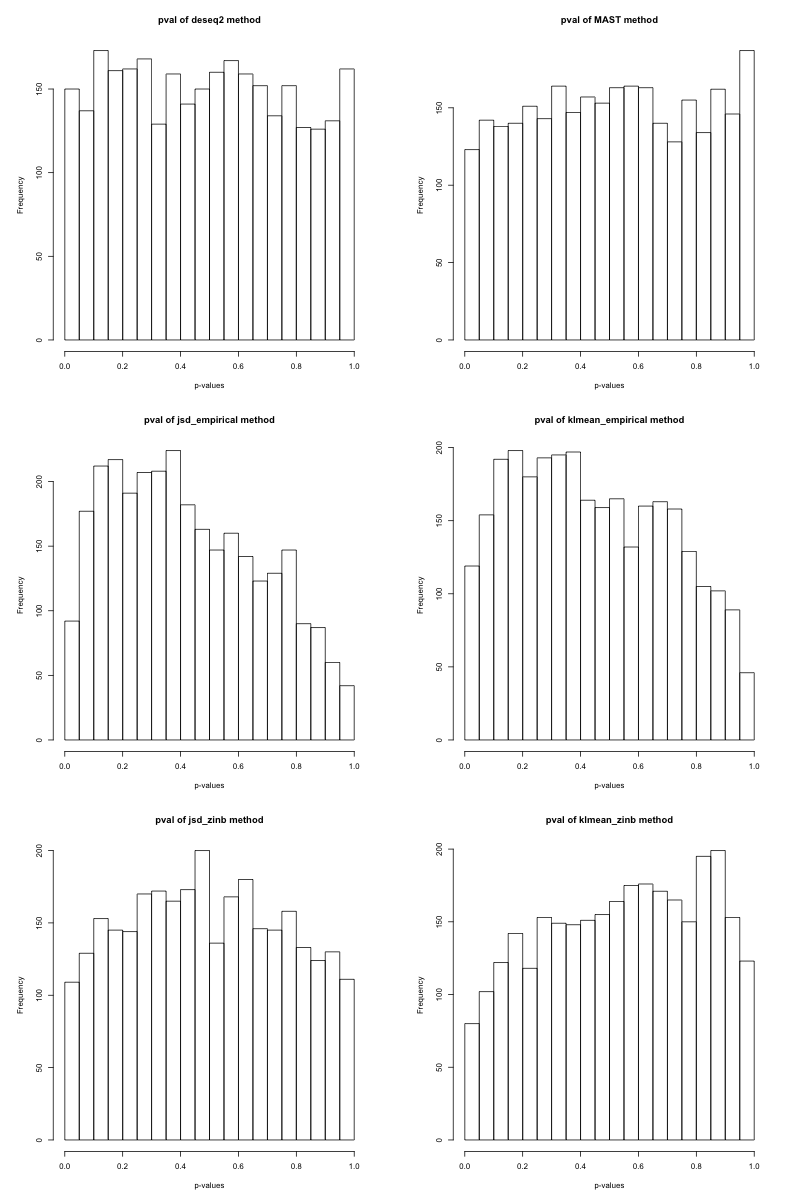 pval of deseq2 method
Frequency
150
100
50
0
0.0 0.2 0.4 0.6 0.8 1.0
p-values
pval of MAST method
Frequency
150
100
50
0
0.0 0.2 0.4 0.6 0.8 1.0
p-values
pval of jsd_empirical method
Frequency
200
150
100
50
0
0.0 0.2 0.4 0.6 0.8 1.0
p-values
pval of klmean_empirical method
Frequency
200
150
100
50
0
0.0 0.2 0.4 0.6 0.8 1.0
p-values
pval of jsd_zinb method
Frequency
200
150
100
50
0
0.0 0.2 0.4 0.6 0.8 1.0
p-values
pval of klmean_zinb method
Frequency
200
150
100
50
0
0.0 0.2 0.4 0.6 0.8 1.0
p-values